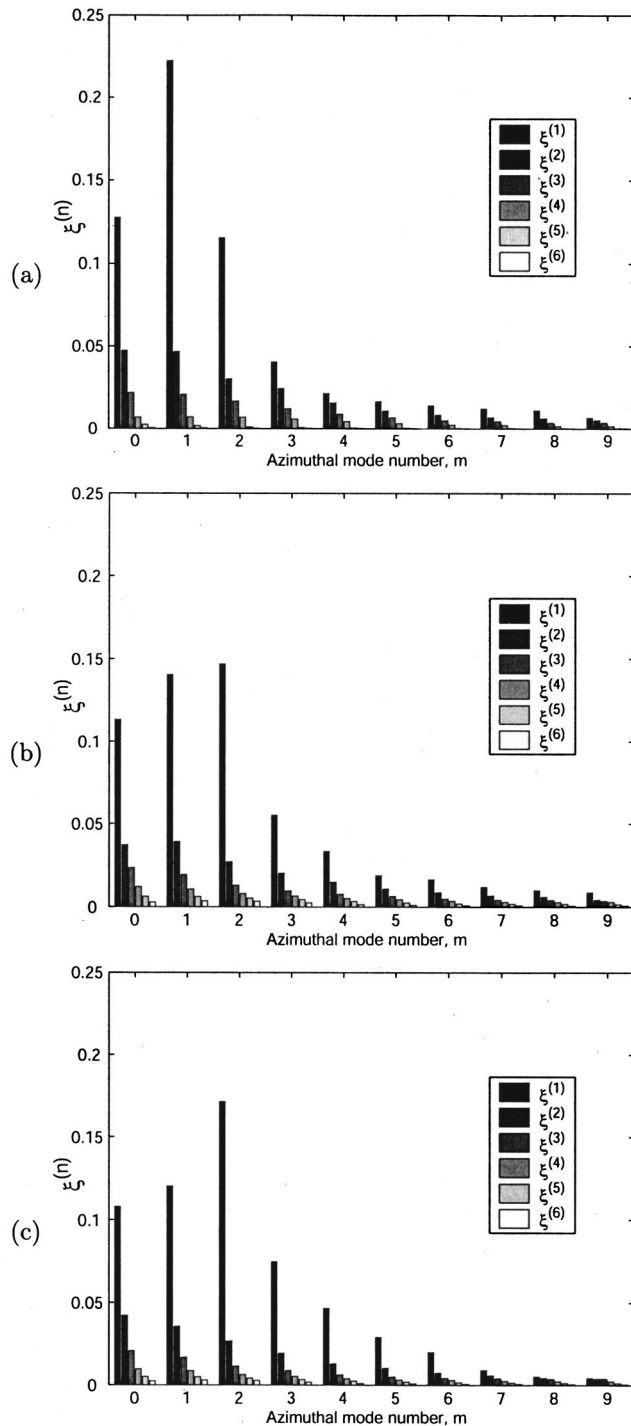 (a)
ξ(n)
0.25
0.2
0.15
0.1
0.05
0
ξ(1)
ξ(2)
ξ(3)
ξ(4)
ξ(5)
ξ(6)
0 1 2 3 4 5 6 7 8 9
Azimuthal mode number, m
(b)
ξ(n)
0.25
0.2
0.15
0.1
0.05
0
ξ(1)
ξ(2)
ξ(3)
ξ(4)
ξ(5)
ξ(6)
0 1 2 3 4 5 6 7 8 9
Azimuthal mode number, m
(c)
ξ(n)
0.25
0.2
0.15
0.1
0.05
0
ξ(1)
ξ(2)
ξ(3)
ξ(4)
ξ(5)
ξ(6)
0 1 2 3 4 5 6 7 8 9
Azimuthal mode number, m